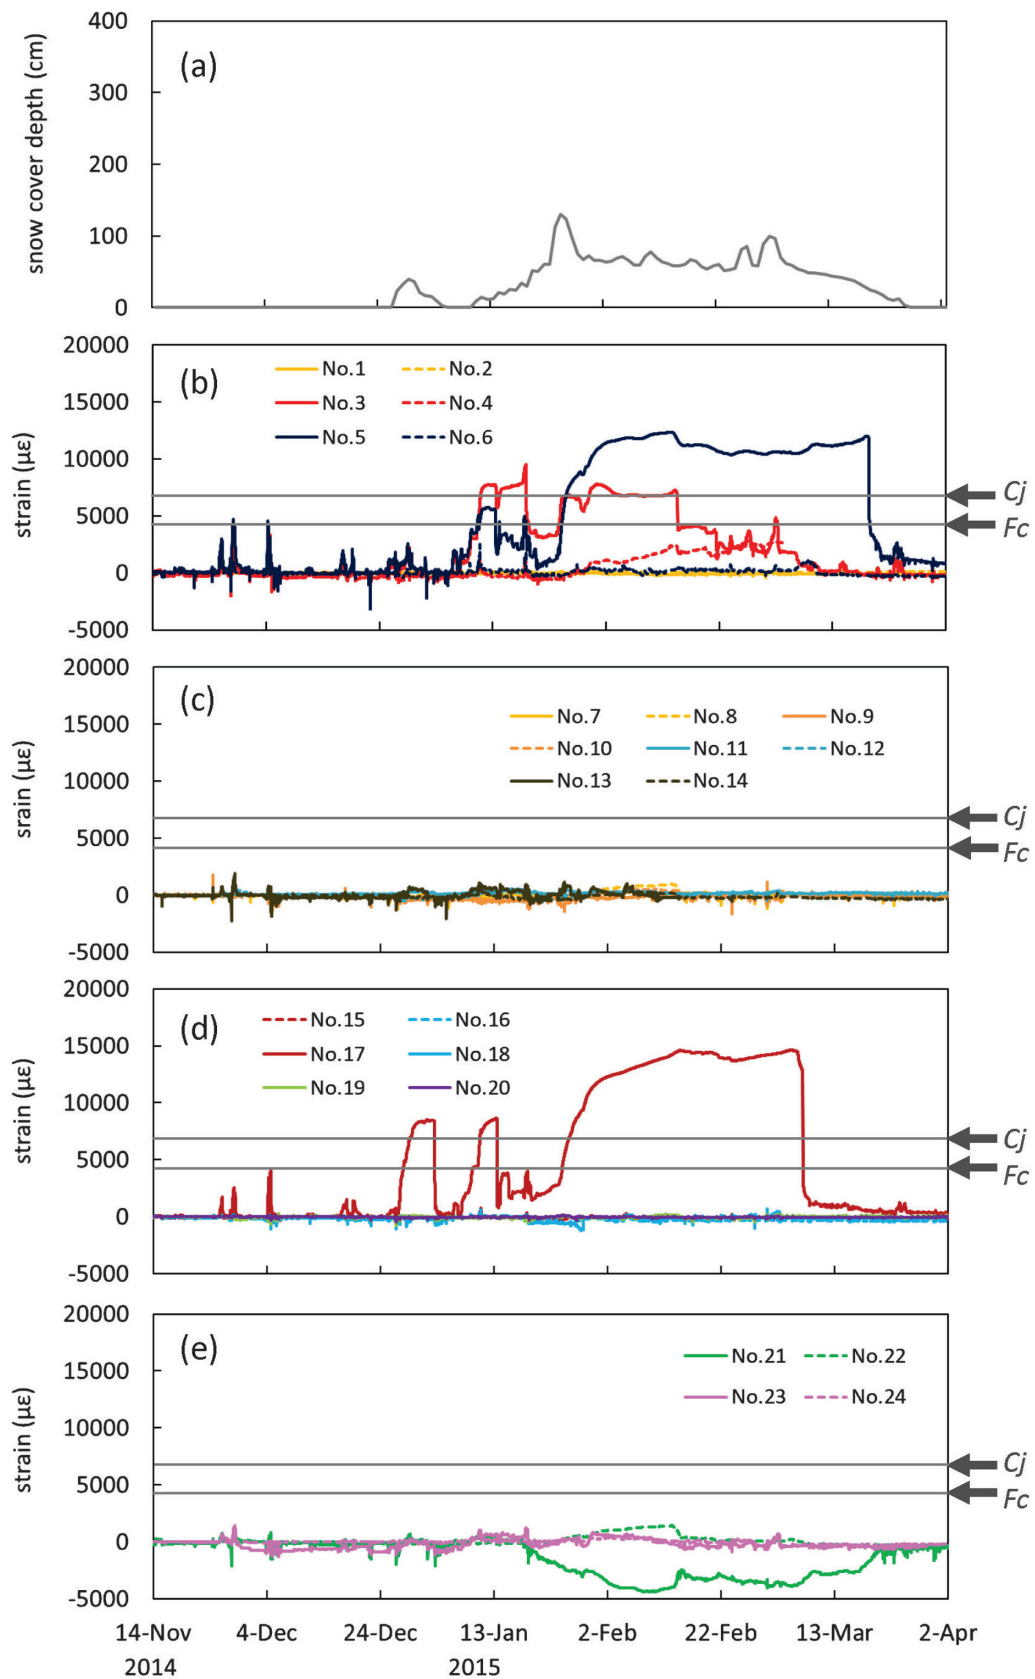 400
300
200
100
0
snow cover depth (cm)
(a)
20000
15000
10000
5000
0
-5000
strain (με)
(b)
No.1 No.2
No.3 No.4
No.5 No.6
Cj
Fc
20000
15000
10000
5000
0
-5000
srain (με)
(c)
No.7 No.8 No.9
No.10 No.11 No.12
No.13 No.14
Cj
Fc
20000
15000
10000
5000
0
-5000
strain (με)
(d)
No.15 No.16
No.17 No.18
No.19 No.20
Cj
Fc
20000
15000
10000
5000
0
-5000
strain (με)
(e)
No.21 No.22
No.23 No.24
Cj
Fc
14-Nov 4-Dec 24-Dec 13-Jan 2-Feb 22-Feb 13-Mar 2-Apr
2014 2015